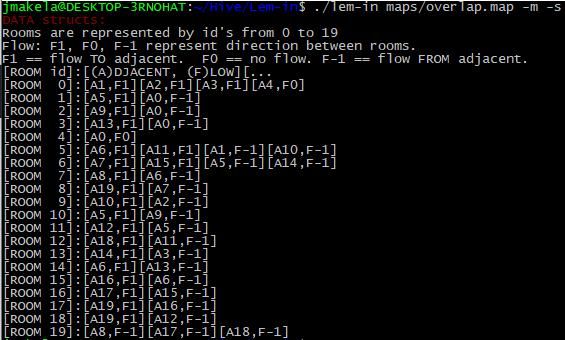 jmakela@DESKTOP-3RNOHAT:~/Hive/Lem-in$ ./lem-in maps/overlap.map -m -s
DATA structs:
Rooms are represented by id's from 0 to 19
Flow: F1, F0, F-1 represent direction between rooms.
F1 == flow TO adjacent.  F0 == no flow. F-1 == flow FROM adjacent.
[ROOM id]:[(A)DJACENT, (F)LOW][...
[ROOM  0]:[A1,F1][A2,F1][A3,F1][A4,F0]
[ROOM  1]:[A5,F1][A0,F-1]
[ROOM  2]:[A9,F1][A0,F-1]
[ROOM  3]:[A13,F1][A0,F-1]
[ROOM  4]:[A0,F0]
[ROOM  5]:[A6,F1][A11,F1][A1,F-1][A10,F-1]
[ROOM  6]:[A7,F1][A15,F1][A5,F-1][A14,F-1]
[ROOM  7]:[A8,F1][A6,F-1]
[ROOM  8]:[A19,F1][A7,F-1]
[ROOM  9]:[A10,F1][A2,F-1]
[ROOM 10]:[A5,F1][A9,F-1]
[ROOM 11]:[A12,F1][A5,F-1]
[ROOM 12]:[A18,F1][A11,F-1]
[ROOM 13]:[A14,F1][A3,F-1]
[ROOM 14]:[A6,F1][A13,F-1]
[ROOM 15]:[A16,F1][A6,F-1]
[ROOM 16]:[A17,F1][A15,F-1]
[ROOM 17]:[A19,F1][A16,F-1]
[ROOM 18]:[A19,F1][A12,F-1]
[ROOM 19]:[A8,F-1][A17,F-1][A18,F-1]